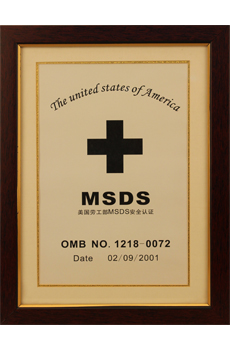 The united states of America
MSDS
美国劳工部MSDS安全认证
OMB NO. 1218-0072
Date 02/09/2001